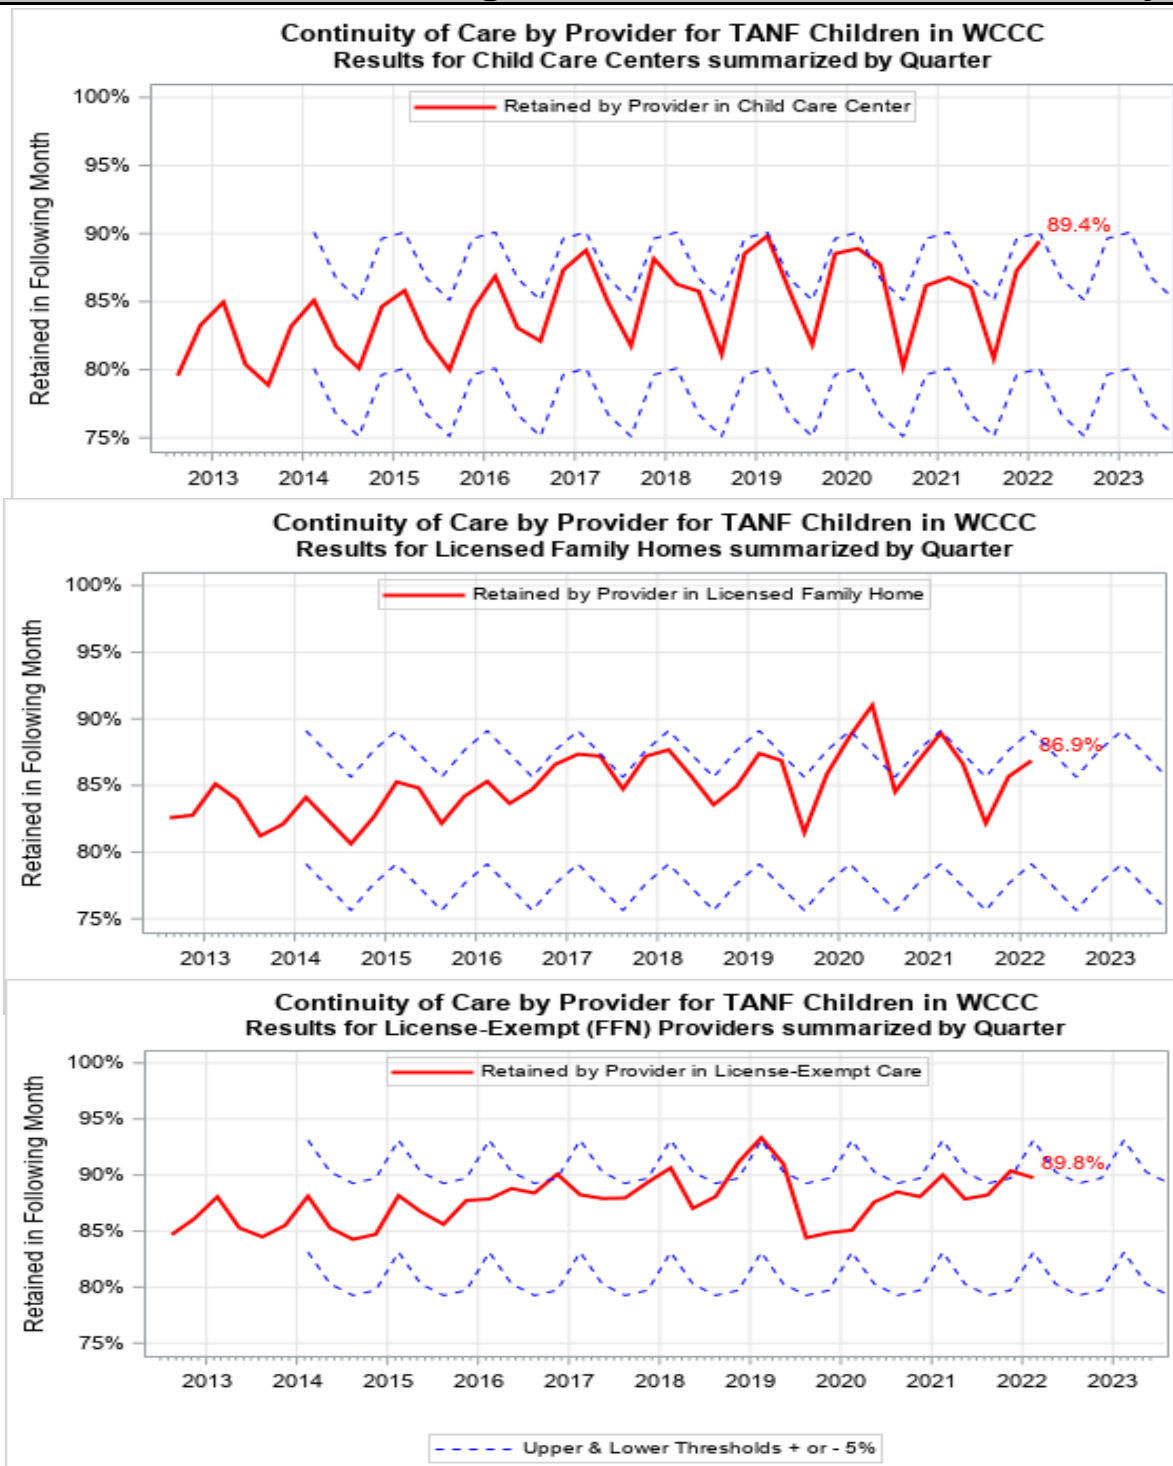 Continuity of Care by Provider for TANF Children in WCCC
Results for Child Care Centers summarized by Quarter
Retained by Provider in Child Care Center
Retained in Following Month
100%
95%
90%
85%
80%
75%
89.4%
2013 2014 2015 2016 2017 2018 2019 2020 2021 2022 2023
Continuity of Care by Provider for TANF Children in WCCC
Results for Licensed Family Homes summarized by Quarter
Retained by Provider in Licensed Family Home
Retained in Following Month
100%
95%
90%
85%
80%
75%
86.9%
2013 2014 2015 2016 2017 2018 2019 2020 2021 2022 2023
Continuity of Care by Provider for TANF Children in WCCC
Results for License-Exempt (FFN) Providers summarized by Quarter
Retained by Provider in License-Exempt Care
Retained in Following Month
100%
95%
90%
85%
80%
75%
89.8%
2013 2014 2015 2016 2017 2018 2019 2020 2021 2022 2023
Upper & Lower Thresholds + or - 5%